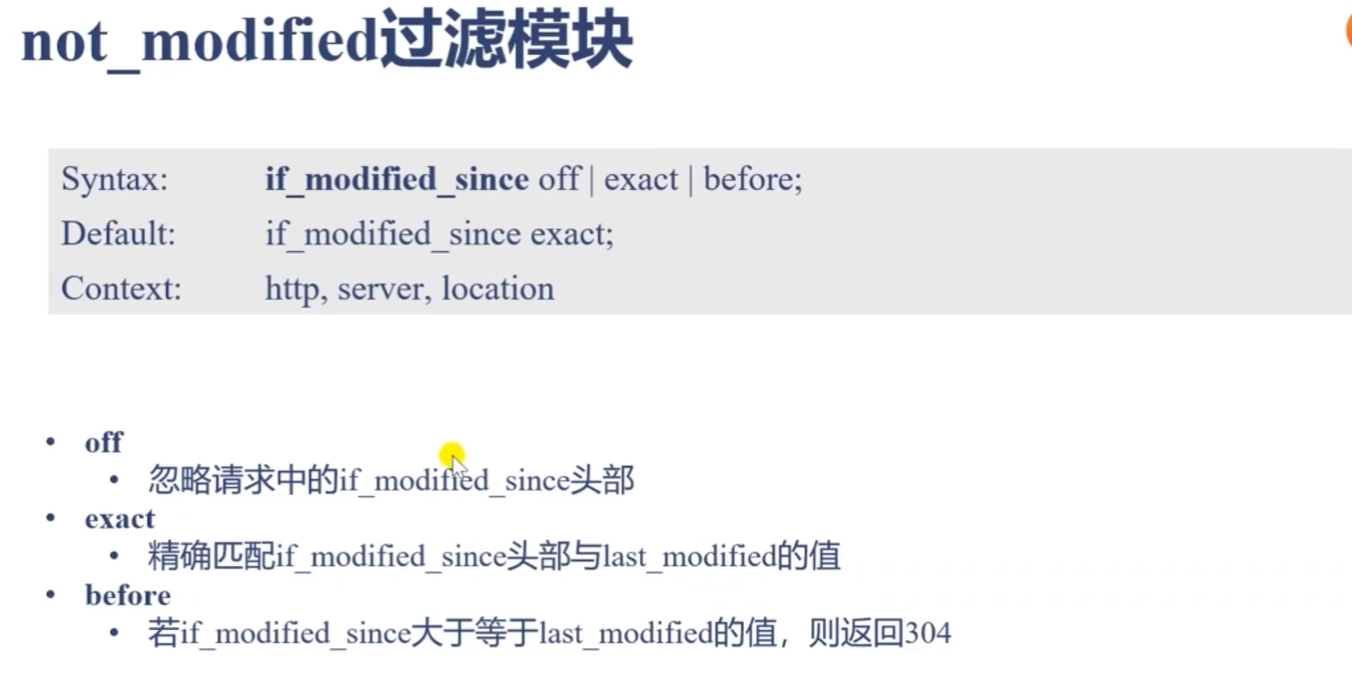 not_modified过滤模块
Syntax: if_modified_since off | exact | before;
Default: if_modified_since exact;
Context: http, server, location
• off
• 忽略请求中的if_modified_since头部
• exact
• 精确匹配if_modified_since头部与last_modified的值
• before
• 若if_modified_since大于等于last_modified的值，则返回304